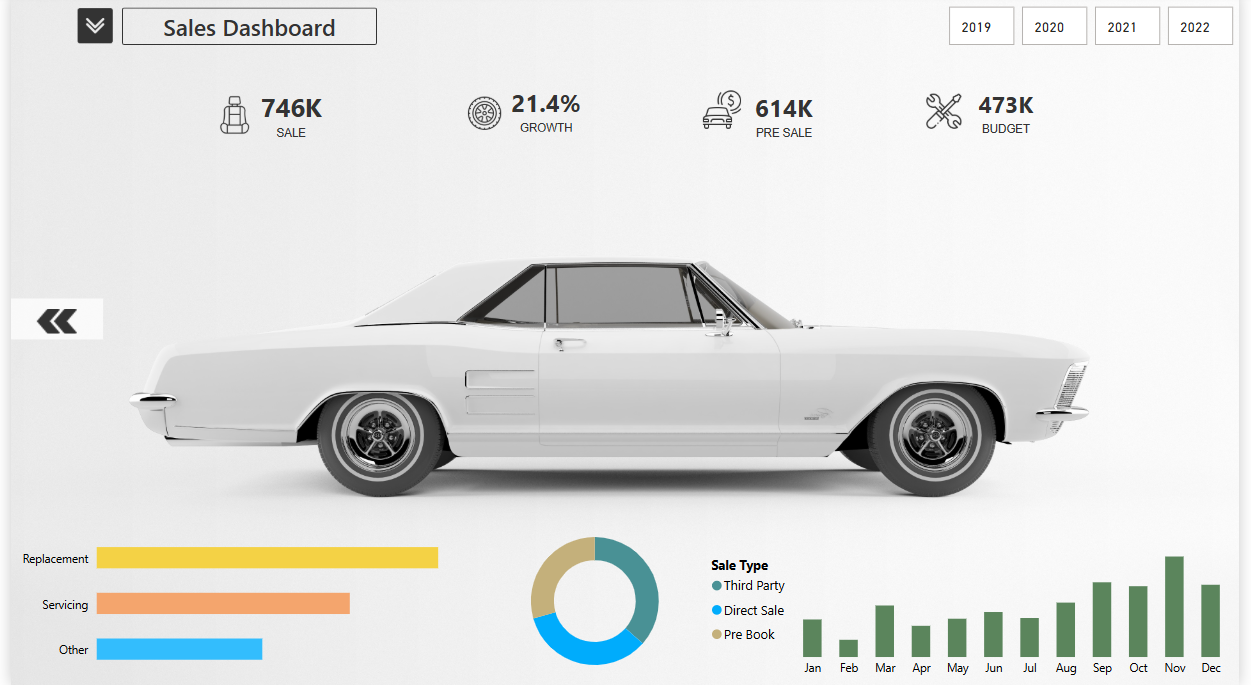 Sales Dashboard
2019
2020
2021
2022
746K
SALE
21.4%
GROWTH
614K
PRE SALE
473K
BUDGET
Replacement
Servicing
Other
Sale Type
Third Party
Direct Sale
Pre Book
Jan Feb Mar Apr May Jun Jul Aug Sep Oct Nov Dec